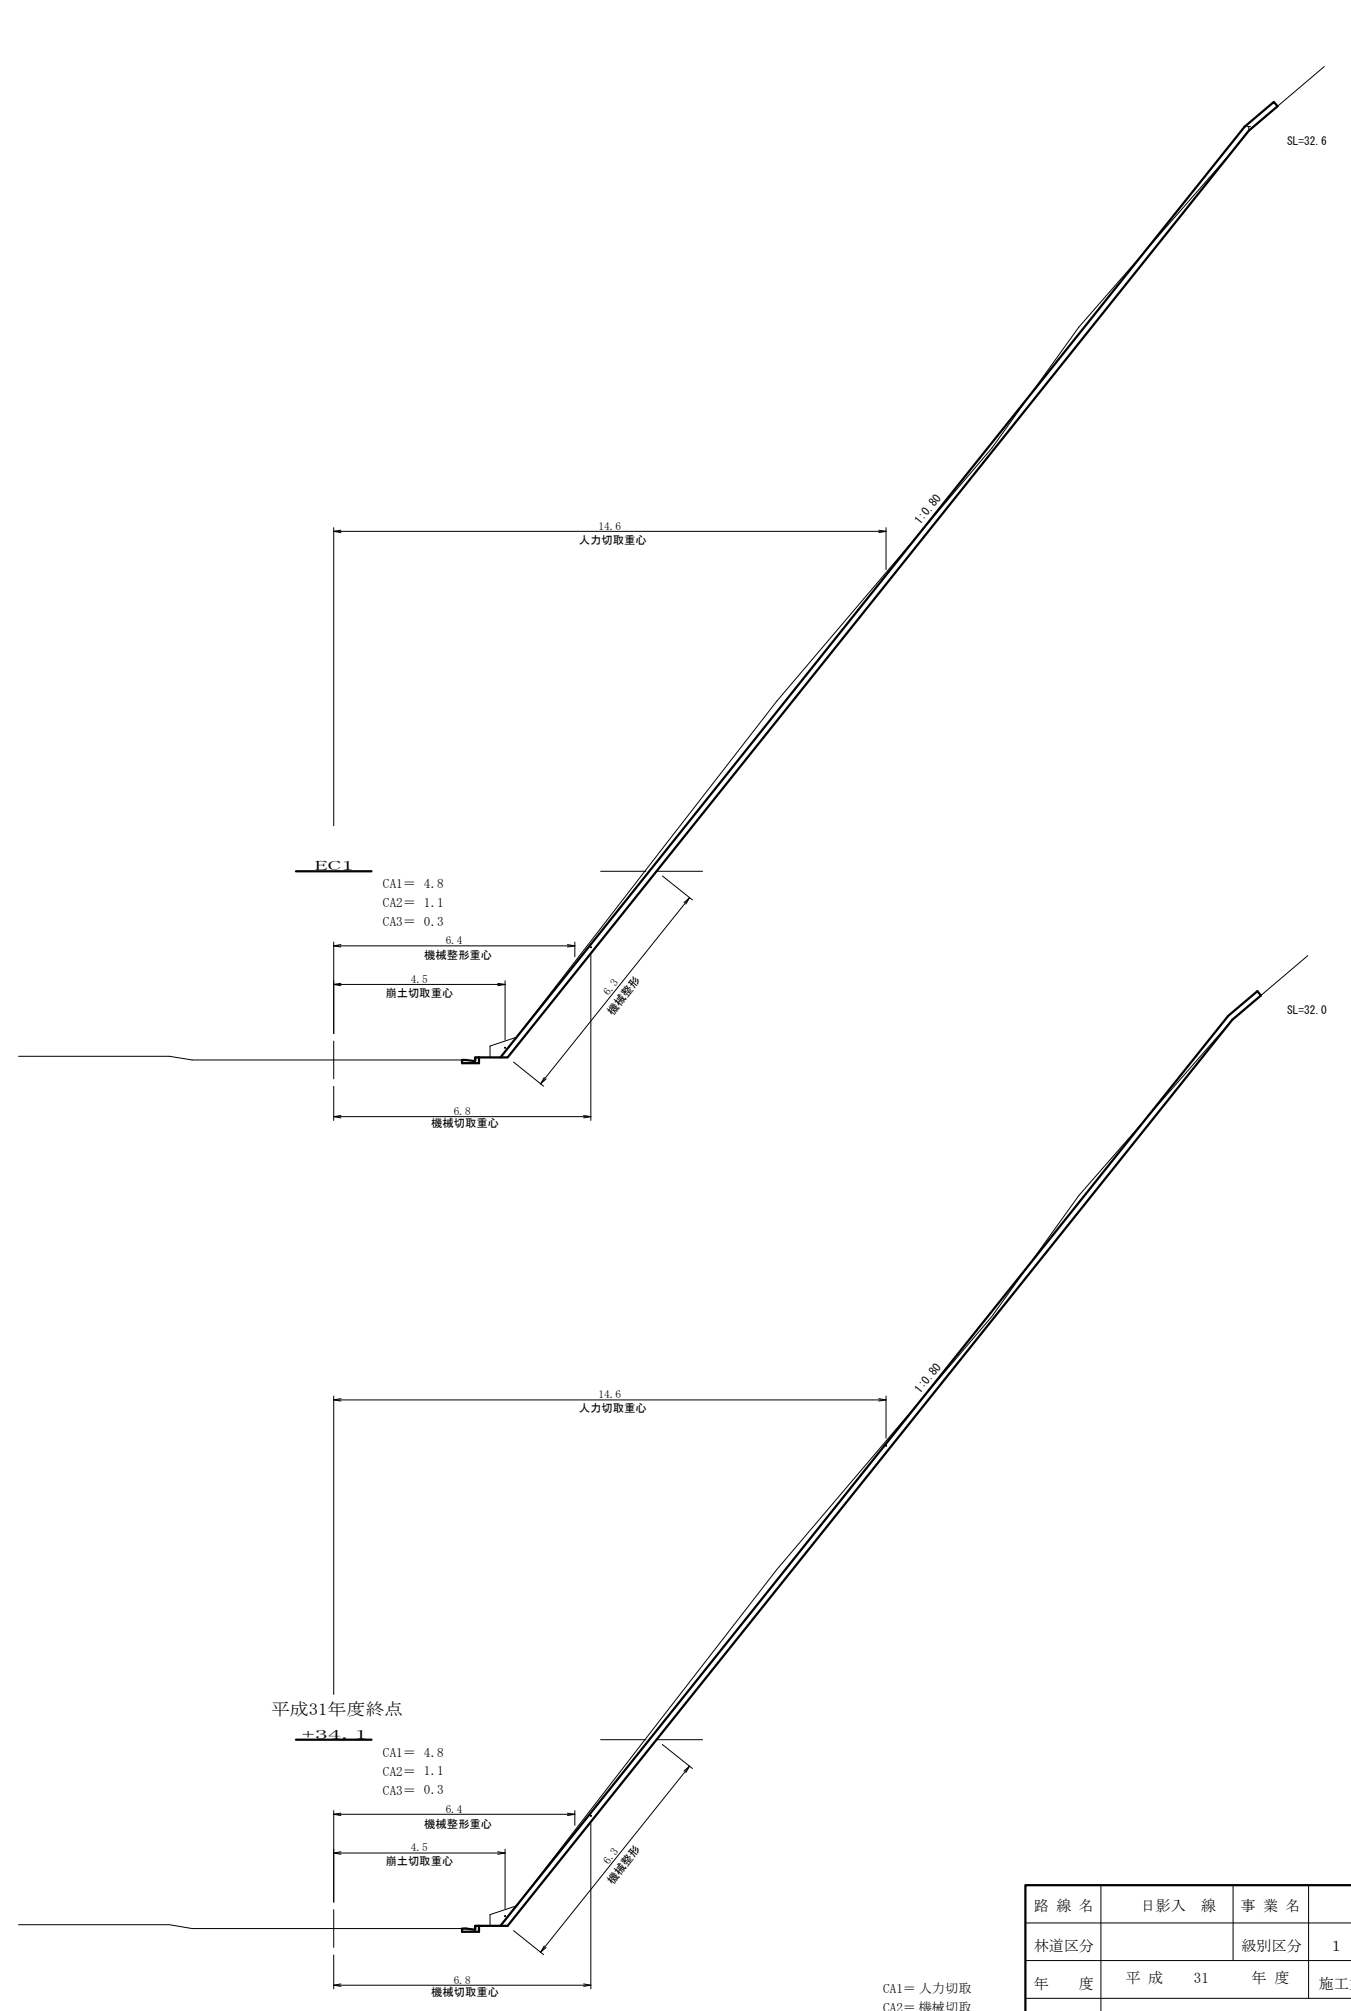 SL=32.6
1:0.80
14.6
人力切取重心
EC1
CA1＝ 4.8
CA2＝ 1.1
CA3＝ 0.3
6.4
機械整形重心
4.5
崩土切取重心
6.3
機械整形
6.8
機械切取重心
SL=32.0
1:0.80
14.6
人力切取重心
平成31年度終点
+34.1
CA1＝ 4.8
CA2＝ 1.1
CA3＝ 0.3
6.4
機械整形重心
4.5
崩土切取重心
6.3
機械整形
6.8
機械切取重心
CA1＝人力切取
CA2＝機械切取
路 線 名 日影入 線 事 業 名
林道区分 級別区分 1
年 度 平 成 31 年 度 施工